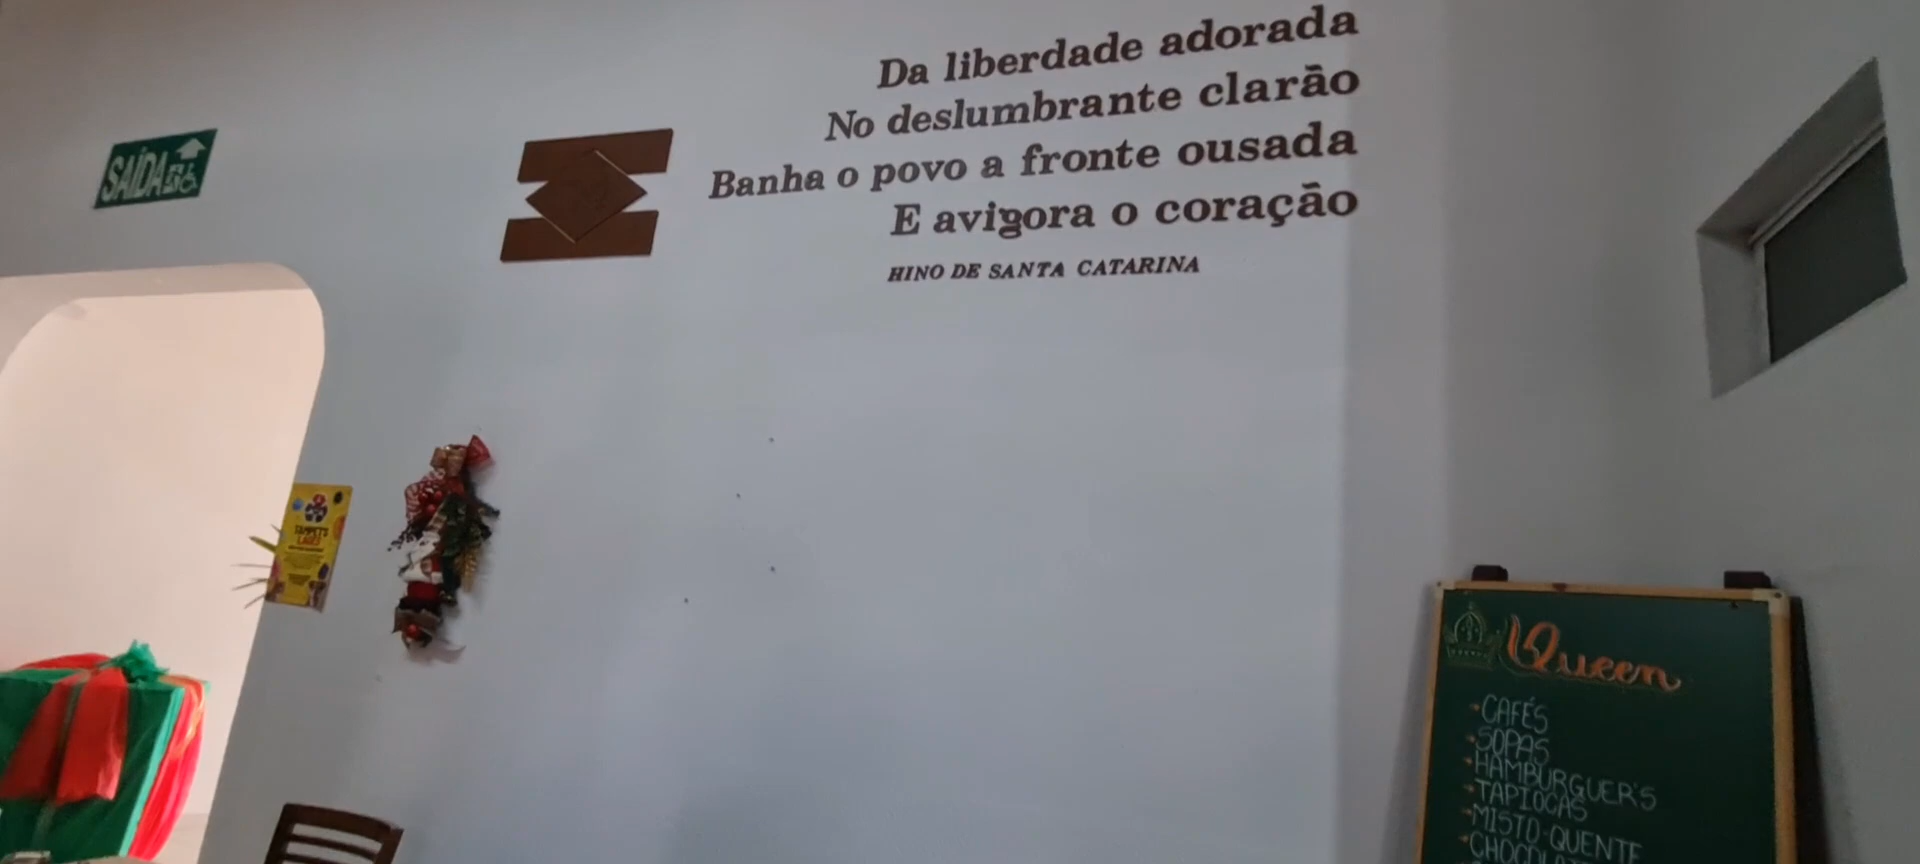 Da liberdade adorada
No deslumbrante clarão
Banha o povo a fronte ousada
E avigora o coração
HINO DE SANTA CATARINA
SAÍDA
Queen
CAFÉS
SOPAS
HAMBURGUER'S
TAPIOCAS
MISTO-QUENTE